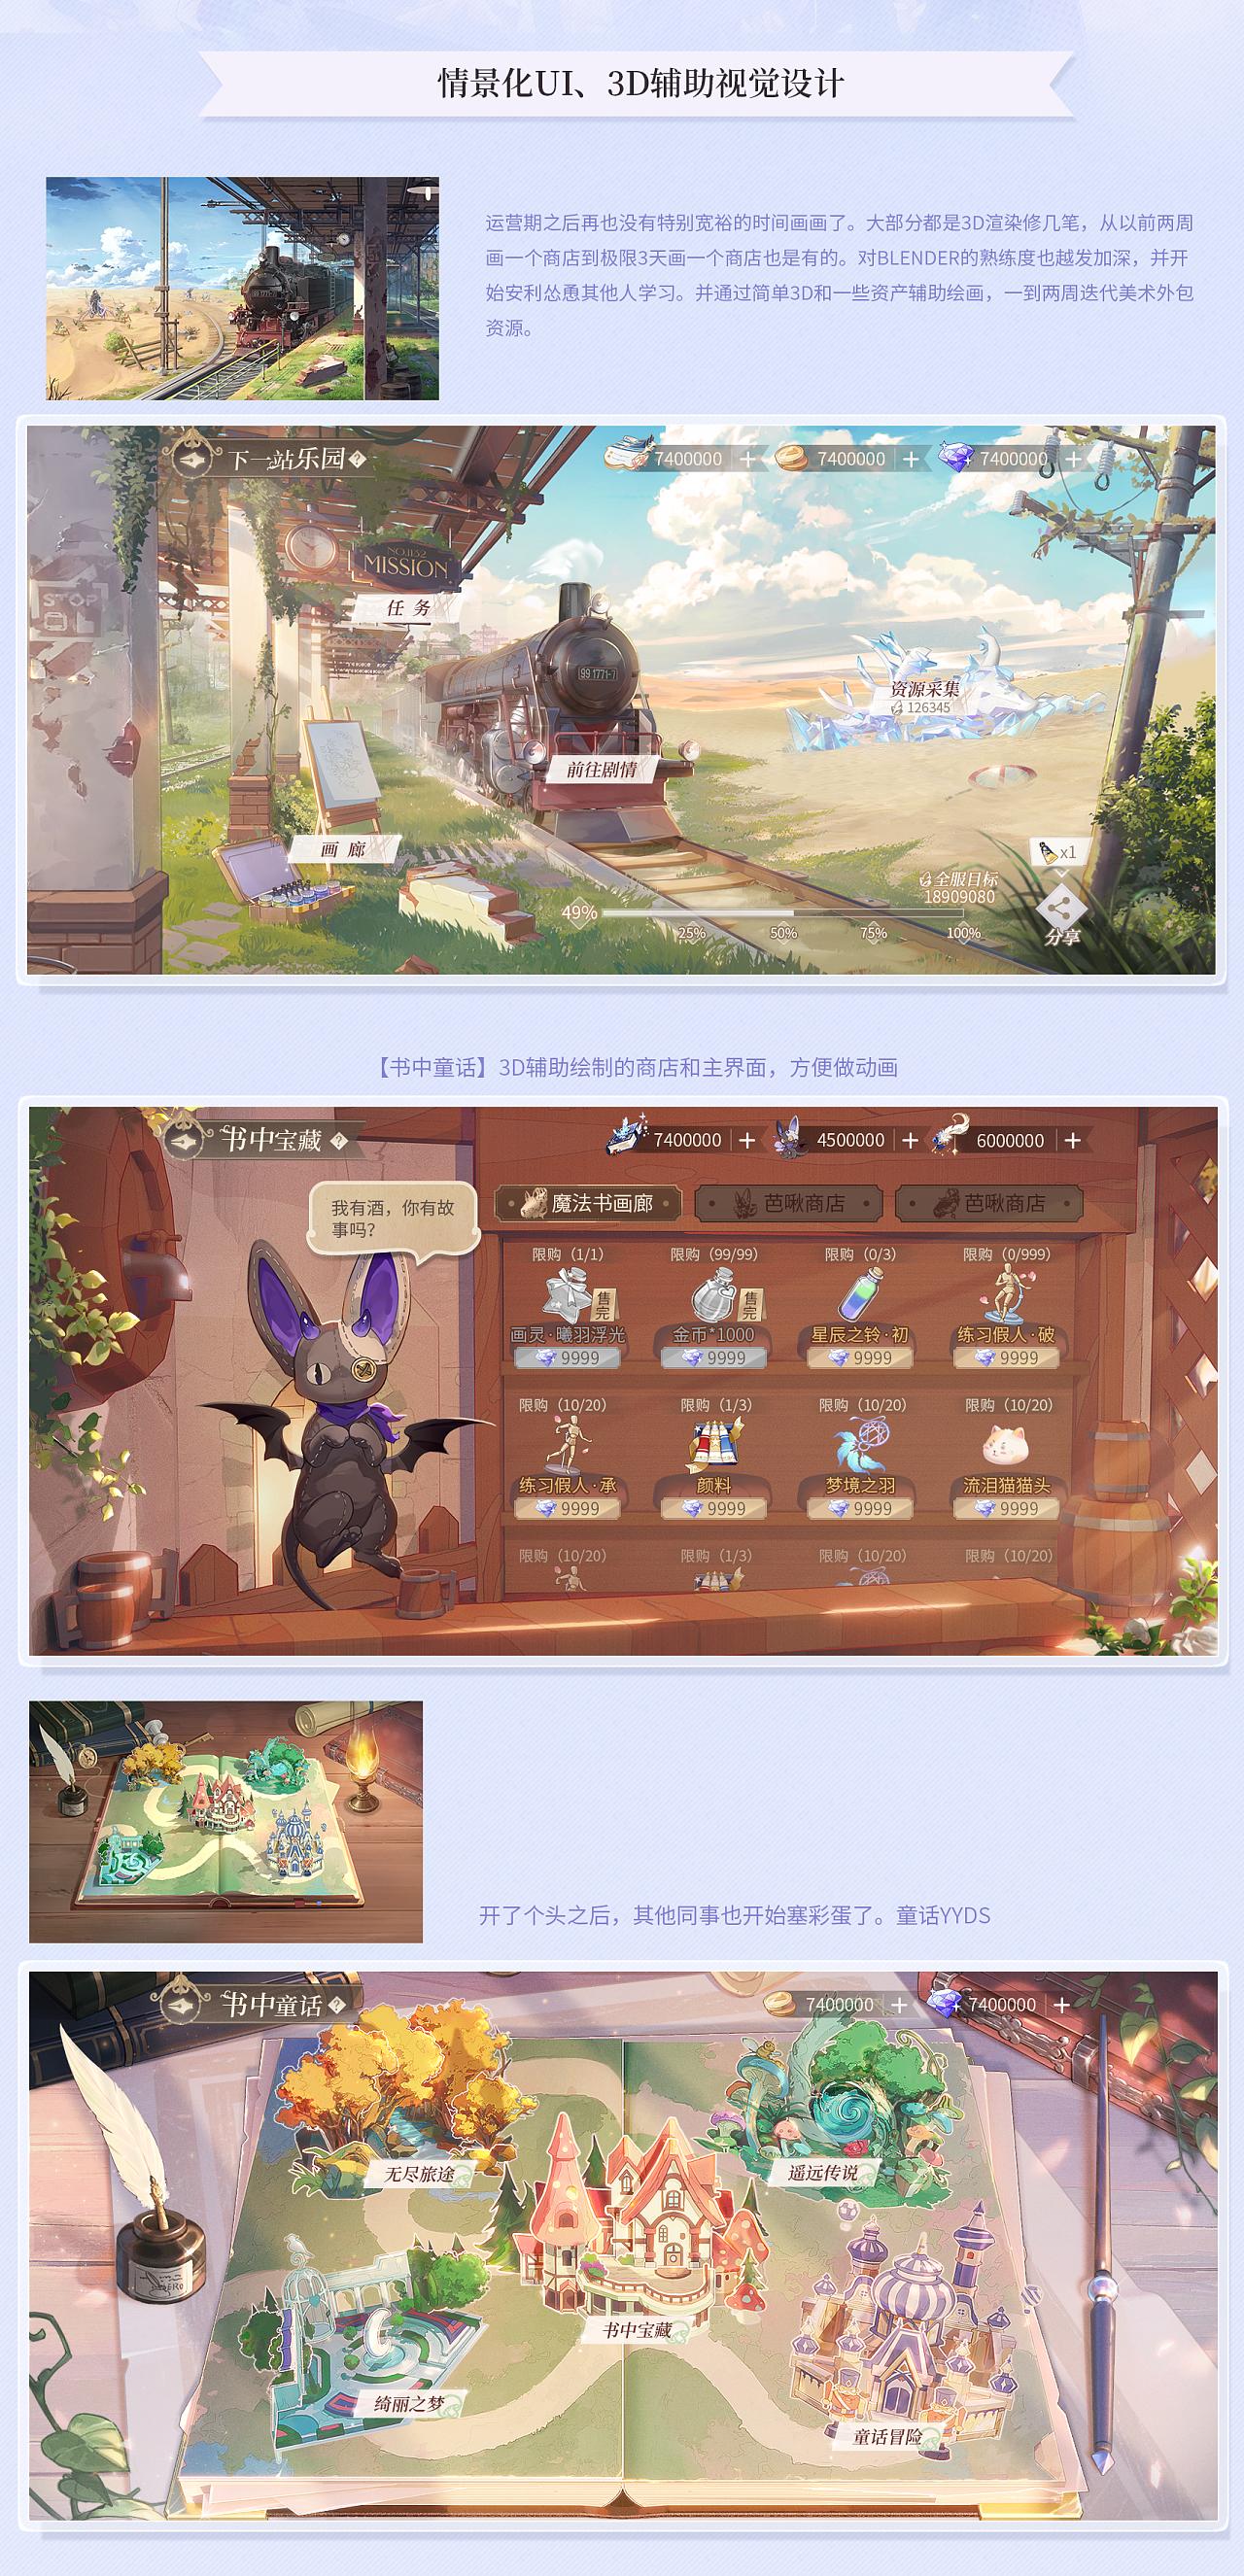 情景化UI、3D辅助视觉设计
运营期之后再也没有特别宽裕的时间画画了。大部分都是3D渲染修几笔，从以前两周
画一个商店到极限3天画一个商店也是有的。对BLENDER的熟练度也越发加深，并开
始安利怂恿其他人学习。并通过简单3D和一些资产辅助绘画，一到两周迭代美术外包
资源。
下一站乐园
7400000
7400000
7400000
NO.1132
MISSION
任 务
STOP
99 1771-7
资源采集
126345
前往剧情
画 廊
x1
全服目标
18909080
49%
25%
50%
75%
100%
分享
【书中童话】3D辅助绘制的商店和主界面，方便做动画
书中宝藏
7400000
4500000
6000000
我有酒，你有故
事吗？
魔法书画廊
芭啾商店
芭啾商店
限购（1/1）
限购（99/99）
限购（0/3）
限购（0/999）
售完
售完
画灵·曦羽浮光
金币*1000
星辰之铃·初
练习假人·破
9999
9999
9999
9999
限购（10/20）
限购（1/3）
限购（10/20）
限购（10/20）
练习假人·承
颜料
梦境之羽
流泪猫猫头
9999
9999
9999
9999
限购（10/20）
限购（1/3）
限购（10/20）
限购（10/20）
开了个头之后，其他同事也开始塞彩蛋了。童话YYDS
书中童话
7400000
7400000
无尽旅途
遥远传说
书中宝藏
绮丽之梦
童话冒险